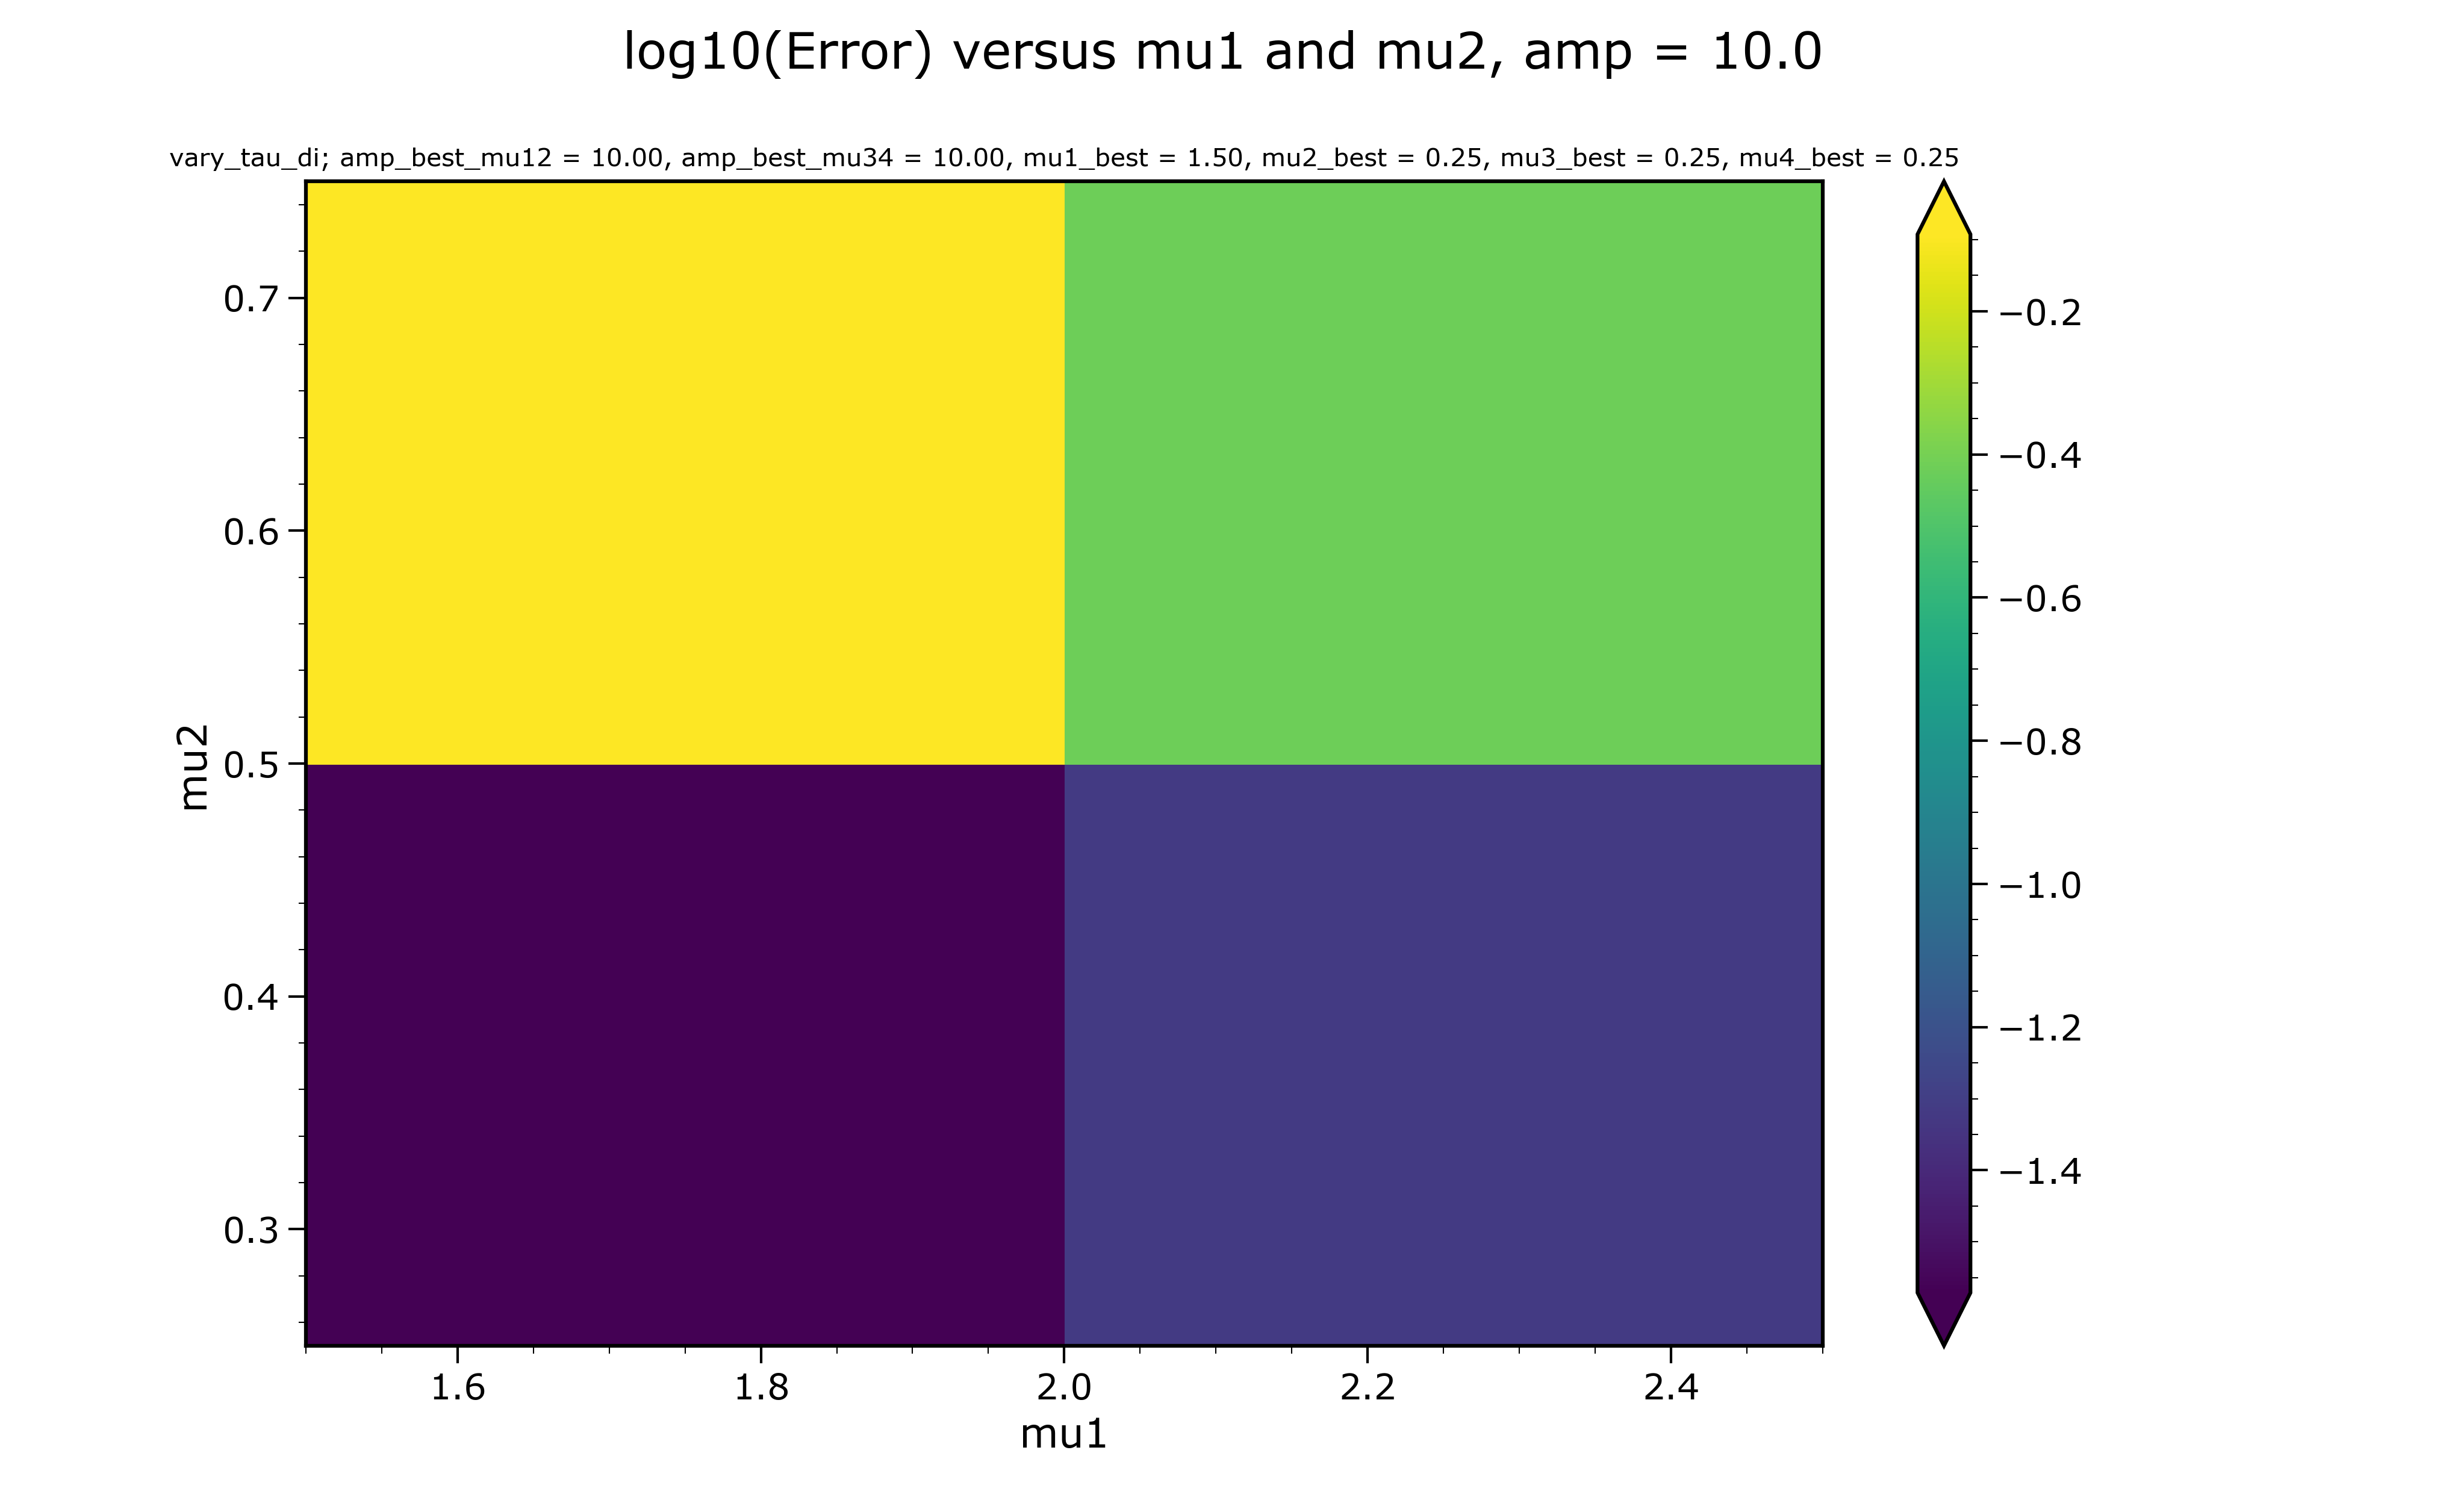 log10(Error) versus mu1 and mu2, amp = 10.0
vary_tau_di; amp_best_mu12 = 10.00, amp_best_mu34 = 10.00, mu1_best = 1.50, mu2_best = 0.25, mu3_best = 0.25, mu4_best = 0.25
mu2
0.7
0.6
0.5
0.4
0.3
1.6 1.8 2.0 2.2 2.4
mu1
−0.2
−0.4
−0.6
−0.8
−1.0
−1.2
−1.4